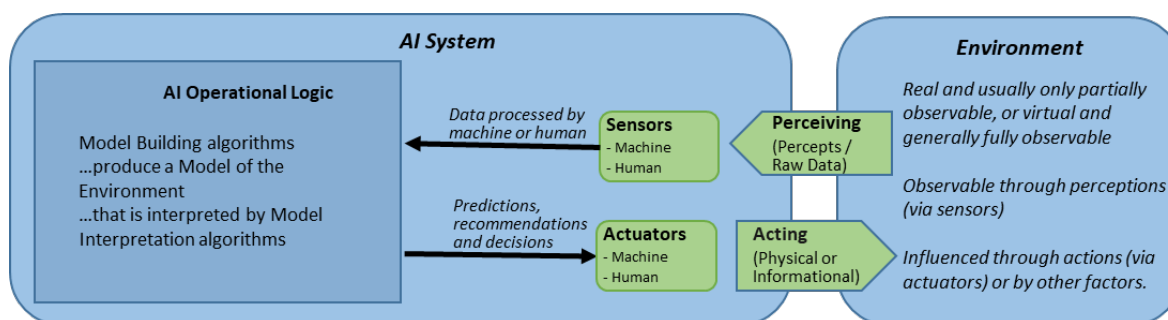 AI System
AI Operational Logic
Model Building algorithms
…produce a Model of the
Environment
…that is interpreted by Model
Interpretation algorithms
Data processed by
machine or human
Predictions,
recommendations
and decisions
Sensors
- Machine
- Human
Actuators
- Machine
- Human
Perceiving
(Percepts /
Raw Data)
Acting
(Physical or
Informational)
Environment
Real and usually only partially
observable, or virtual and
generally fully observable
Observable through perceptions
(via sensors)
Influenced through actions (via
actuators) or by other factors.